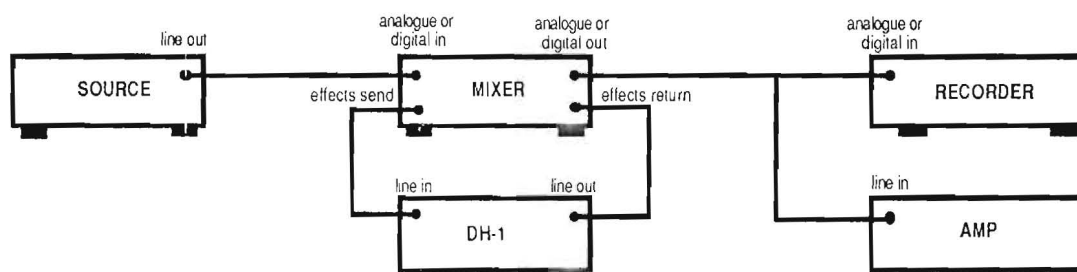 line out
analogue or
digital in
analogue or
digital out
analogue or
digital in
SOURCE
MIXER
RECORDER
effects send
effects return
line in
line out
line in
DH-1
AMP